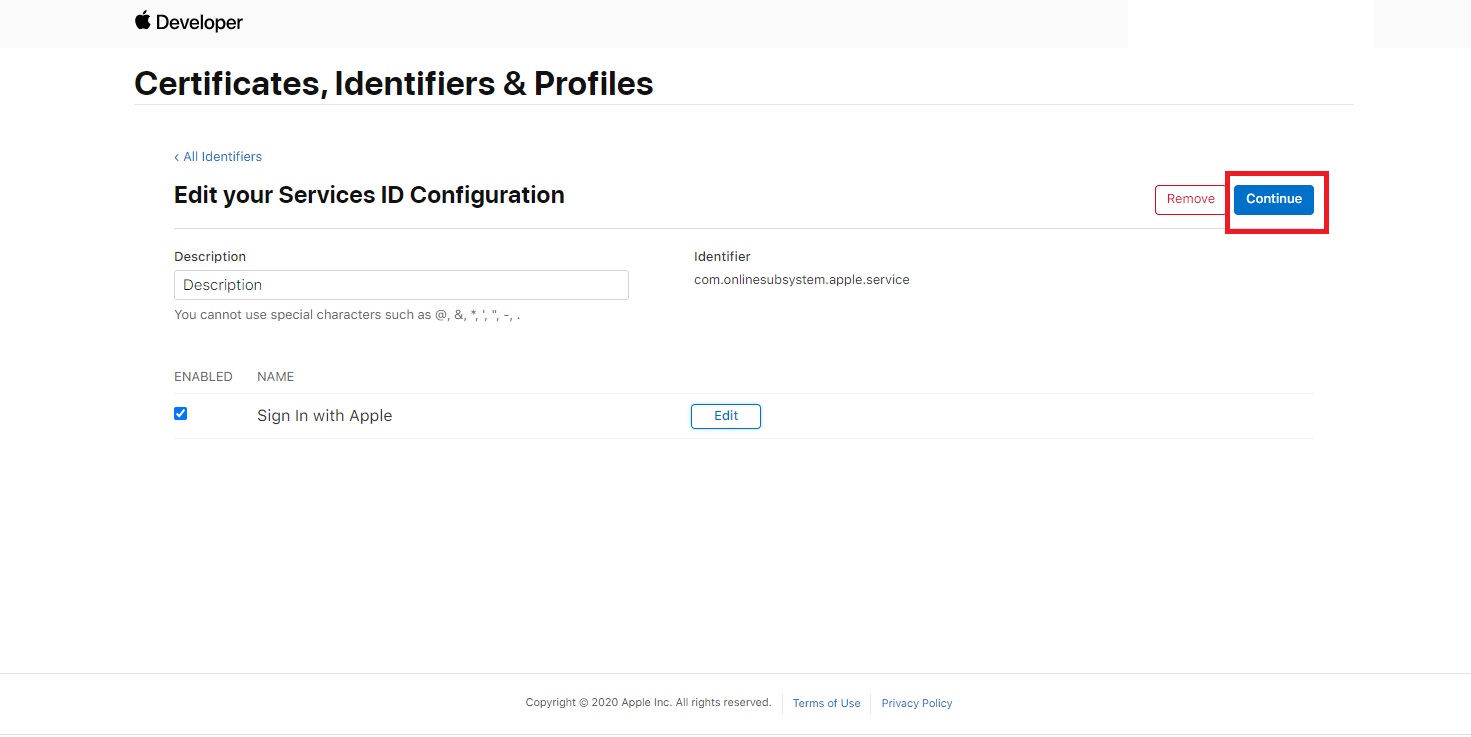 Developer
Certificates, Identifiers & Profiles
‹ All Identifiers
Edit your Services ID Configuration
Remove
Continue
Description
Identifier
Description
com.onlinesubsystem.apple.service
You cannot use special characters such as @, &, *, ', ", -, .
ENABLED NAME
Sign In with Apple
Edit
Copyright © 2020 Apple Inc. All rights reserved. Terms of Use Privacy Policy